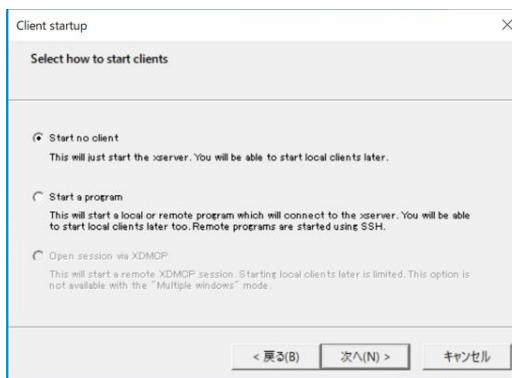 Client startup
Select how to start clients
Start no client
This will just start the xserver. You will be able to start local clients later.
Start a program
This will start a local or remote program which will connect to the xserver. You will be able
to start local clients later too. Remote programs are started using SSH.
Open session via XDMCP
This will start a remote XDMCP session. Starting local clients later is limited. This option is
not available with the "Multiple windows" mode.
< 戻る(B)
次へ(N) >
キャンセル